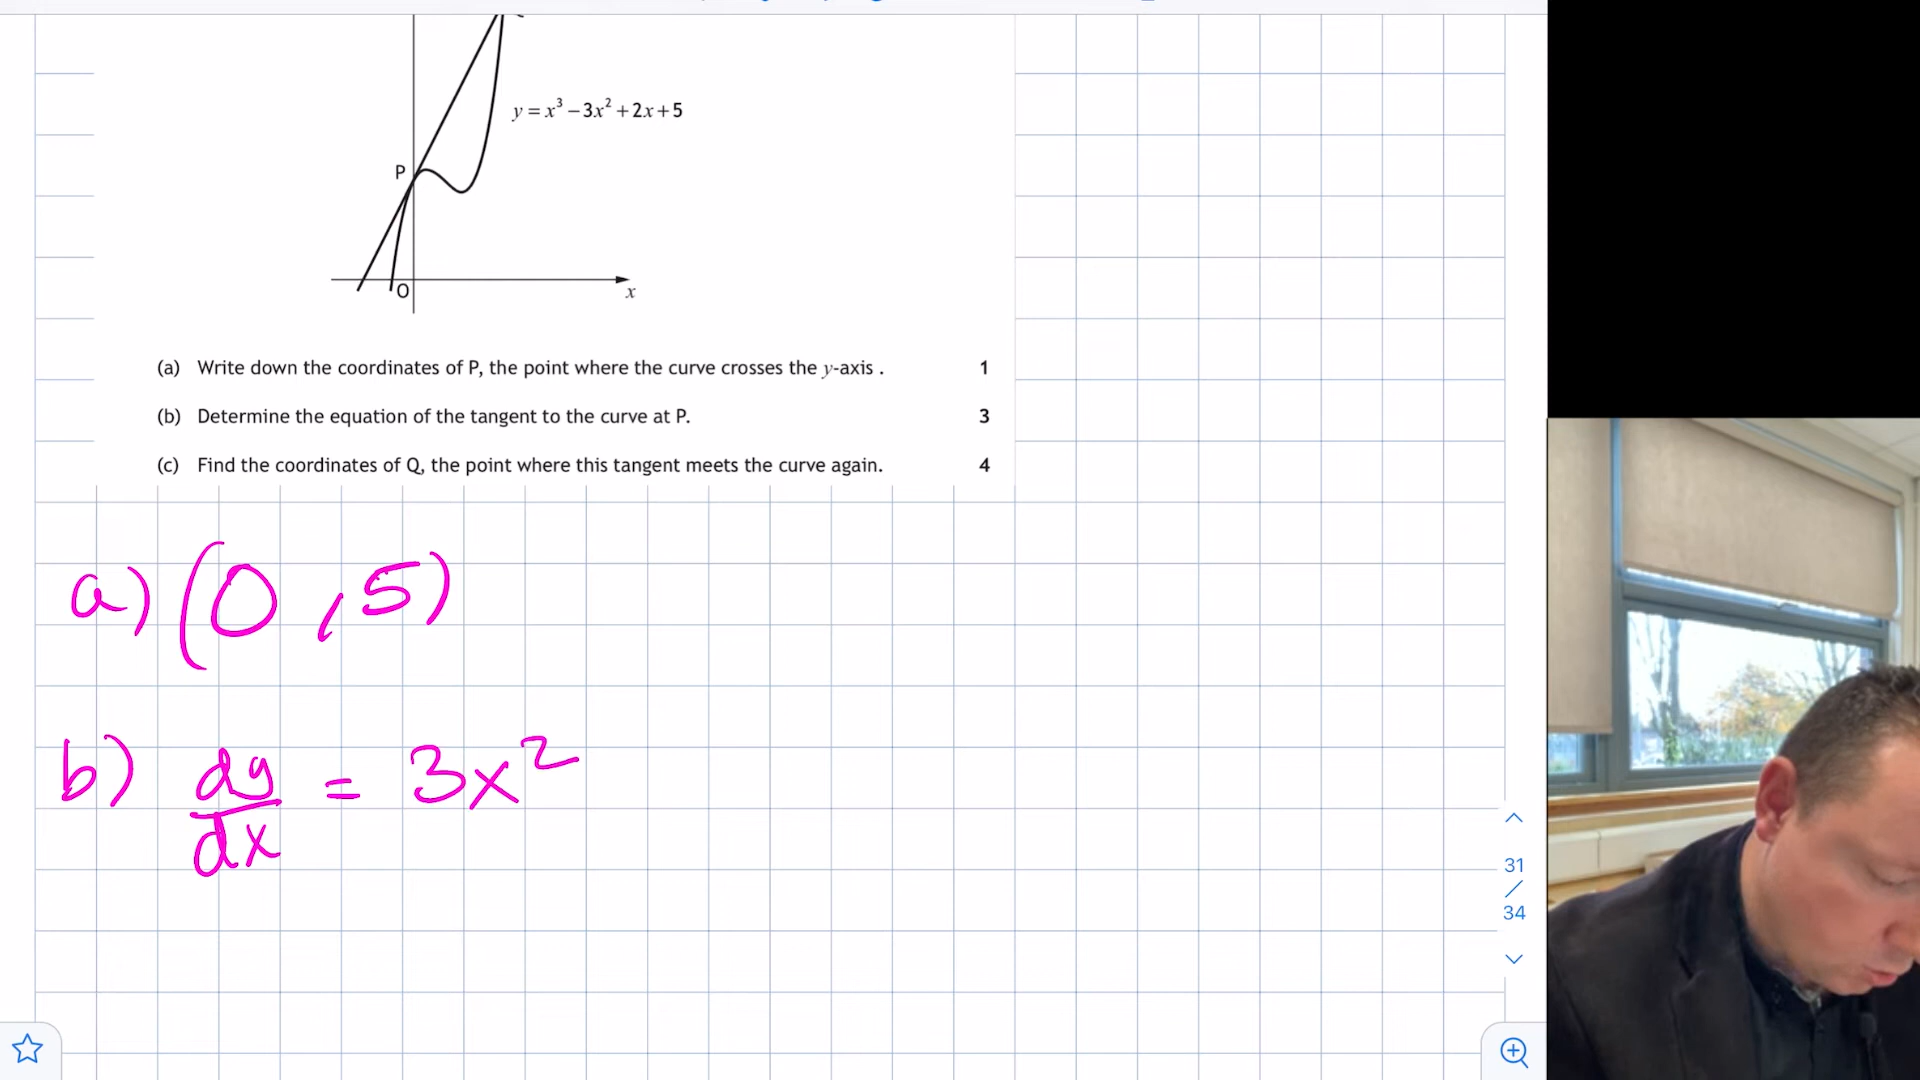 y = x³ – 3x² + 2x + 5
P
O
x
(a) Write down the coordinates of P, the point where the curve crosses the y-axis . 1
(b) Determine the equation of the tangent to the curve at P. 3
(c) Find the coordinates of Q, the point where this tangent meets the curve again. 4
a) (0 , 5)
b) dy/dx = 3x²
31
/
34